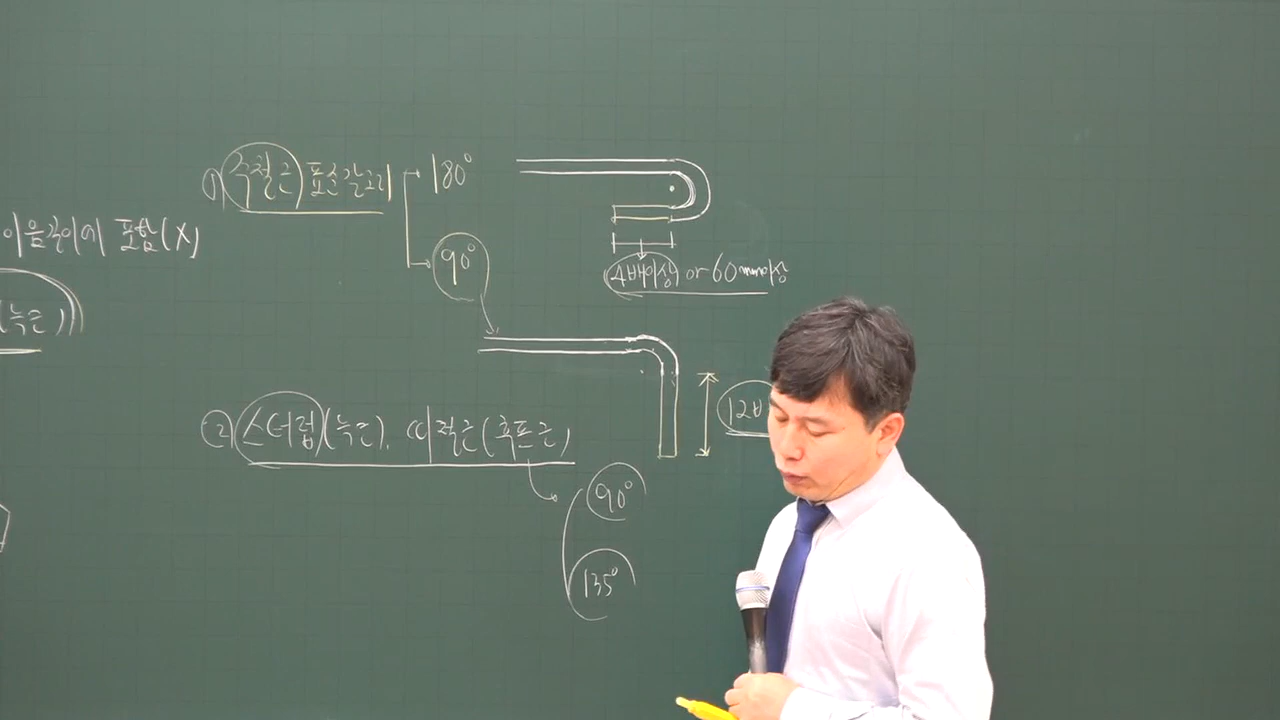 ① 주철근 표준갈고리 180°
이음길이에 포함(X)
90°
4배이상 or 60mm이상
(늑근)
12배
② 스터럽(늑근), 띠철근(후프근)
90°
135°